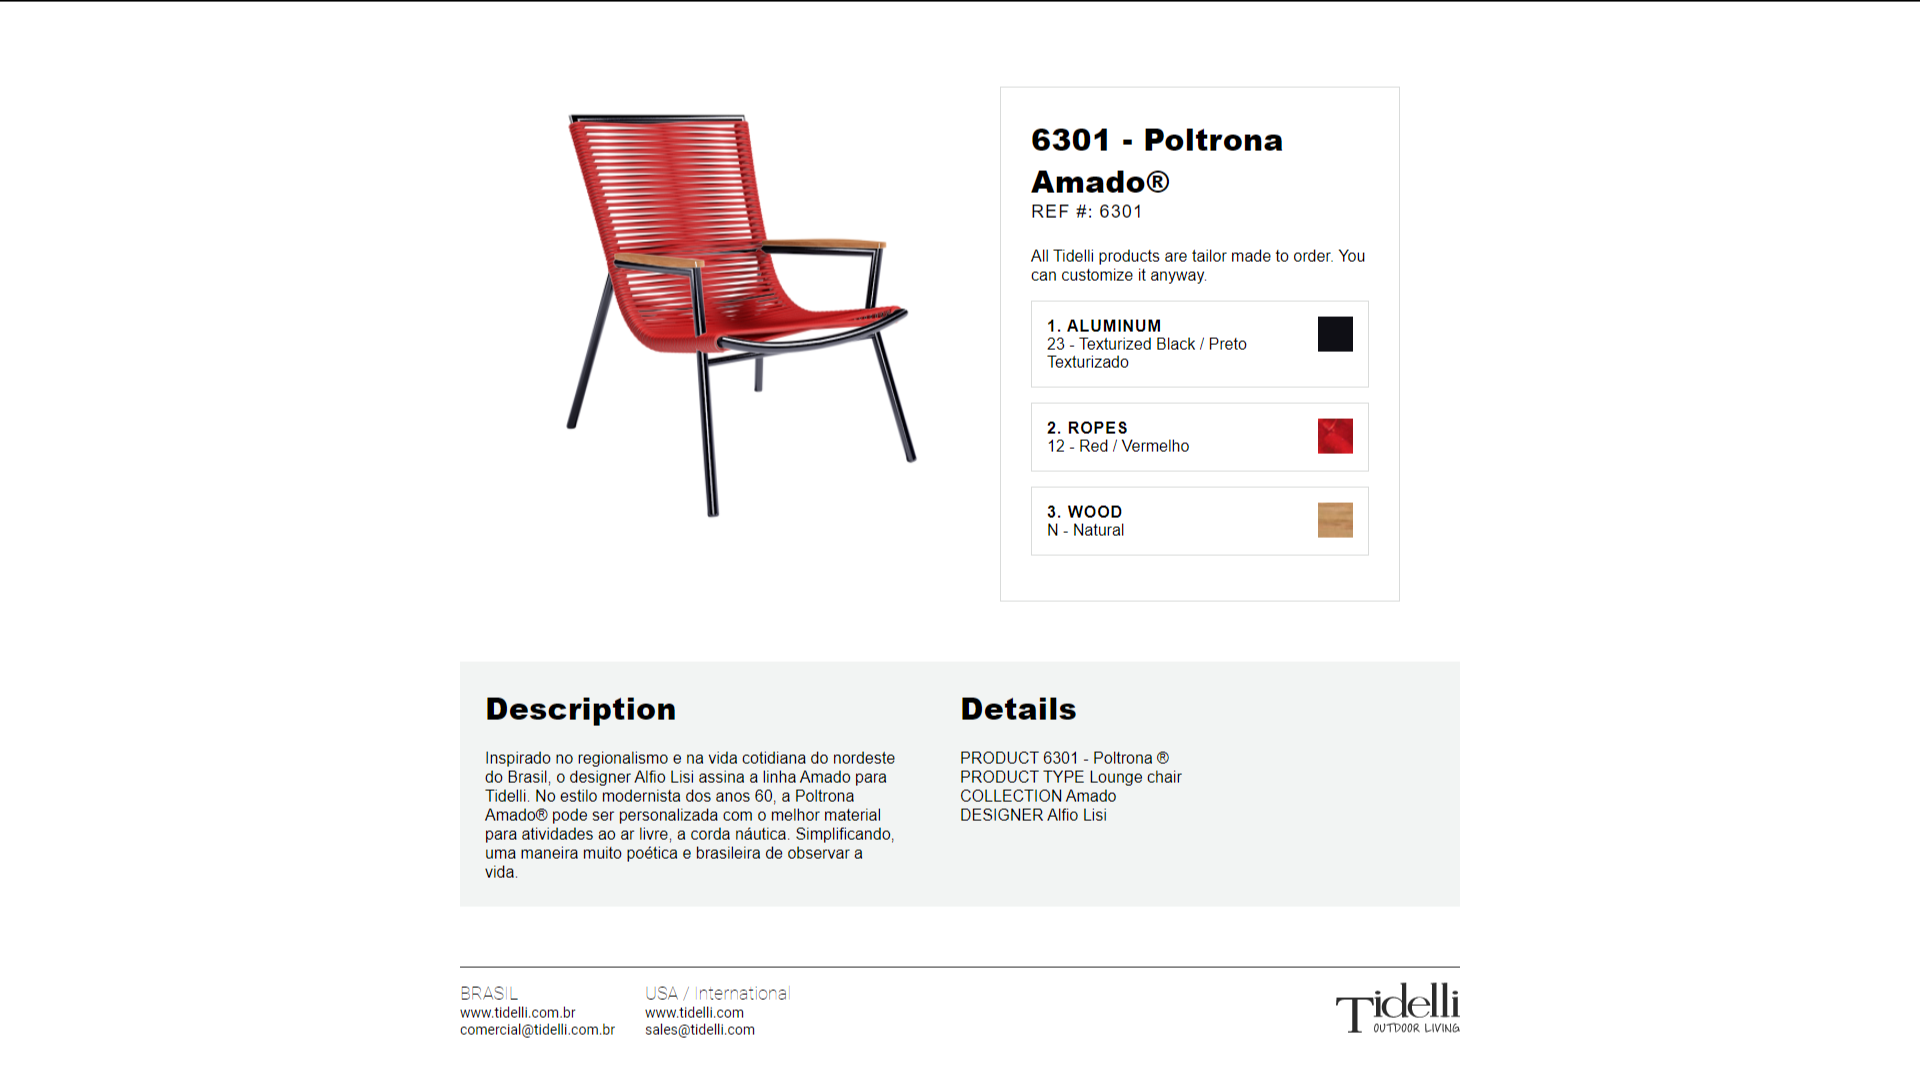 6301 - Poltrona
Amado®
REF #: 6301
All Tidelli products are tailor made to order. You
can customize it anyway.
1. ALUMINUM
23 - Texturized Black / Preto
Texturizado
2. ROPES
12 - Red / Vermelho
3. WOOD
N - Natural
Description
Inspirado no regionalismo e na vida cotidiana do nordeste
do Brasil, o designer Alfio Lisi assina a linha Amado para
Tidelli. No estilo modernista dos anos 60, a Poltrona
Amado® pode ser personalizada com o melhor material
para atividades ao ar livre, a corda náutica. Simplificando,
uma maneira muito poética e brasileira de observar a
vida.
Details
PRODUCT 6301 - Poltrona ®
PRODUCT TYPE Lounge chair
COLLECTION Amado
DESIGNER Alfio Lisi
BRASIL
www.tidelli.com.br
comercial@tidelli.com.br
USA / International
www.tidelli.com
sales@tidelli.com
Tidelli
OUTDOOR LIVING